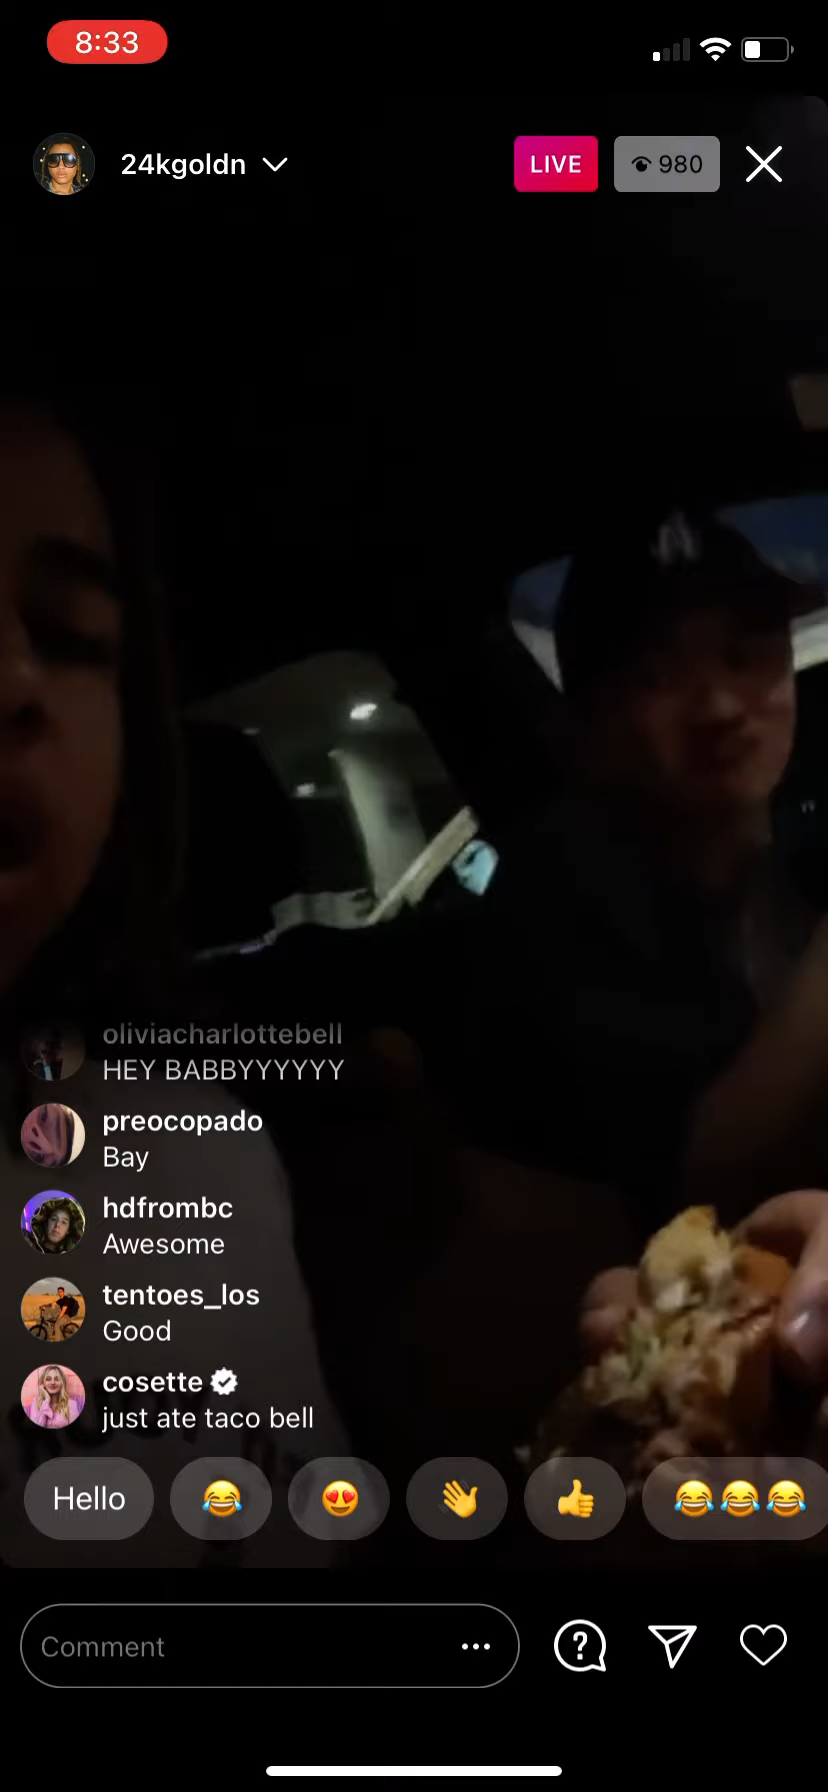 8:33
24kgoldn
LIVE
980
oliviacharlottebell
HEY BABBYYYYYY
preocopado
Bay
hdfrombc
Awesome
tentoes_los
Good
cosette
just ate taco bell
Hello
Comment